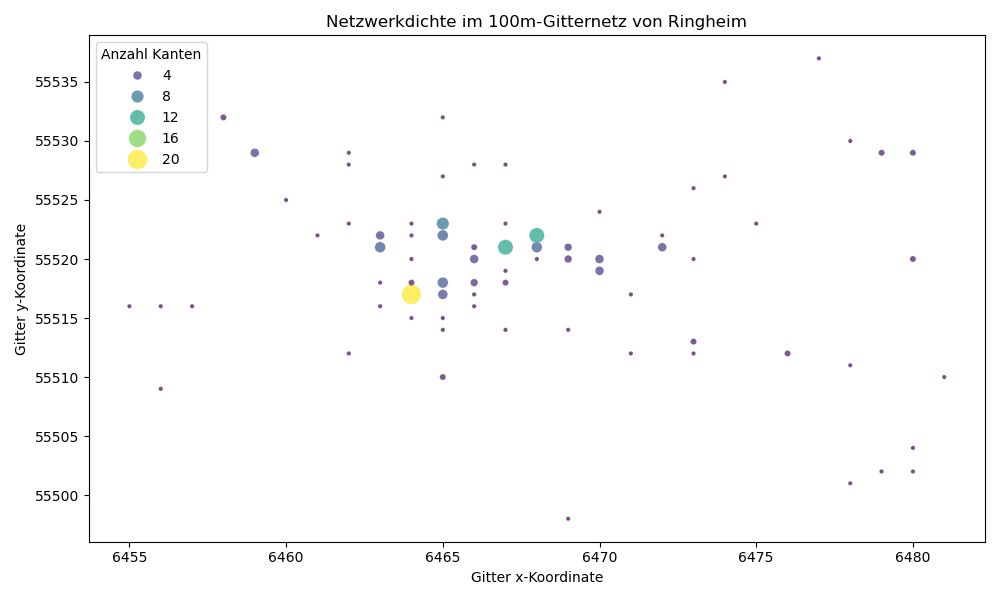 Netzwerkdichte im 100m-Gitternetz von Ringheim
Anzahl Kanten
4
8
12
16
20
Gitter y-Koordinate
55535
55530
55525
55520
55515
55510
55505
55500
6455 6460 6465 6470 6475 6480
Gitter x-Koordinate